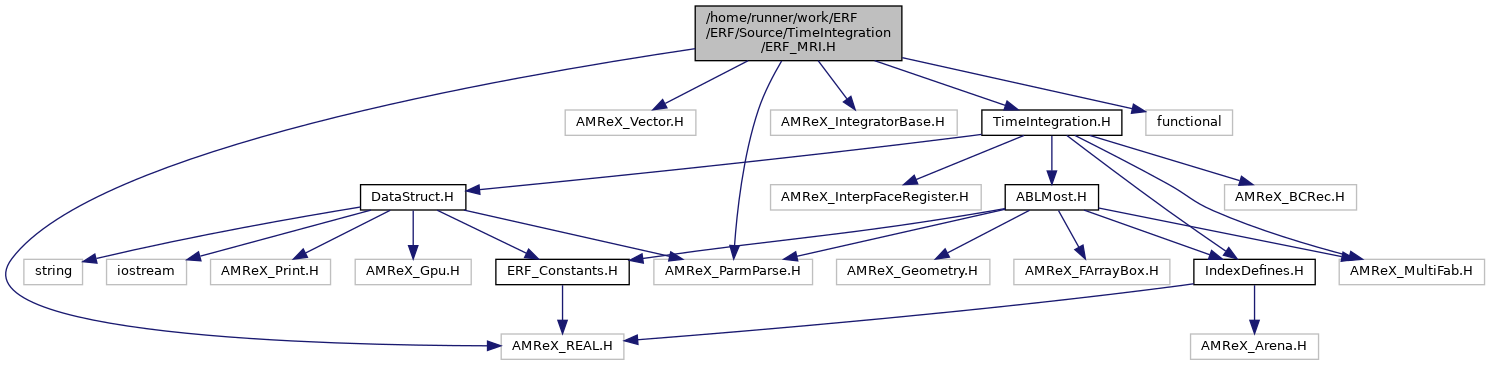 /home/runner/work/ERF
/ERF/Source/TimeIntegration
/ERF_MRI.H
AMReX_Vector.H
AMReX_IntegratorBase.H
TimeIntegration.H
functional
DataStruct.H
AMReX_InterpFaceRegister.H
ABLMost.H
AMReX_BCRec.H
string
iostream
AMReX_Print.H
AMReX_Gpu.H
ERF_Constants.H
AMReX_ParmParse.H
AMReX_Geometry.H
AMReX_FArrayBox.H
IndexDefines.H
AMReX_MultiFab.H
AMReX_REAL.H
AMReX_Arena.H